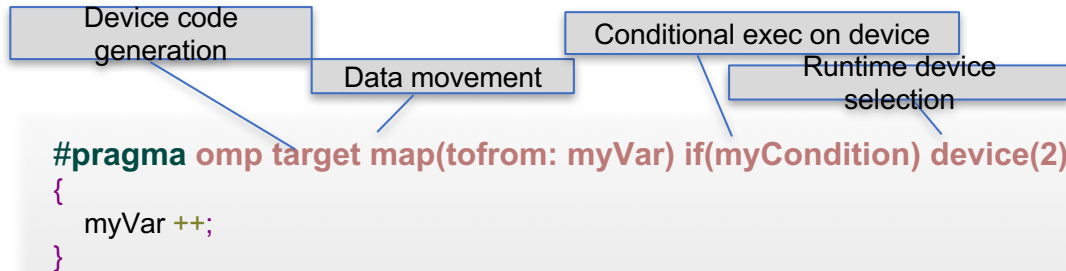 Device code
generation
Data movement
Conditional exec on device
Runtime device
selection
#pragma omp target map(tofrom: myVar) if(myCondition) device(2)
{
myVar ++;
}